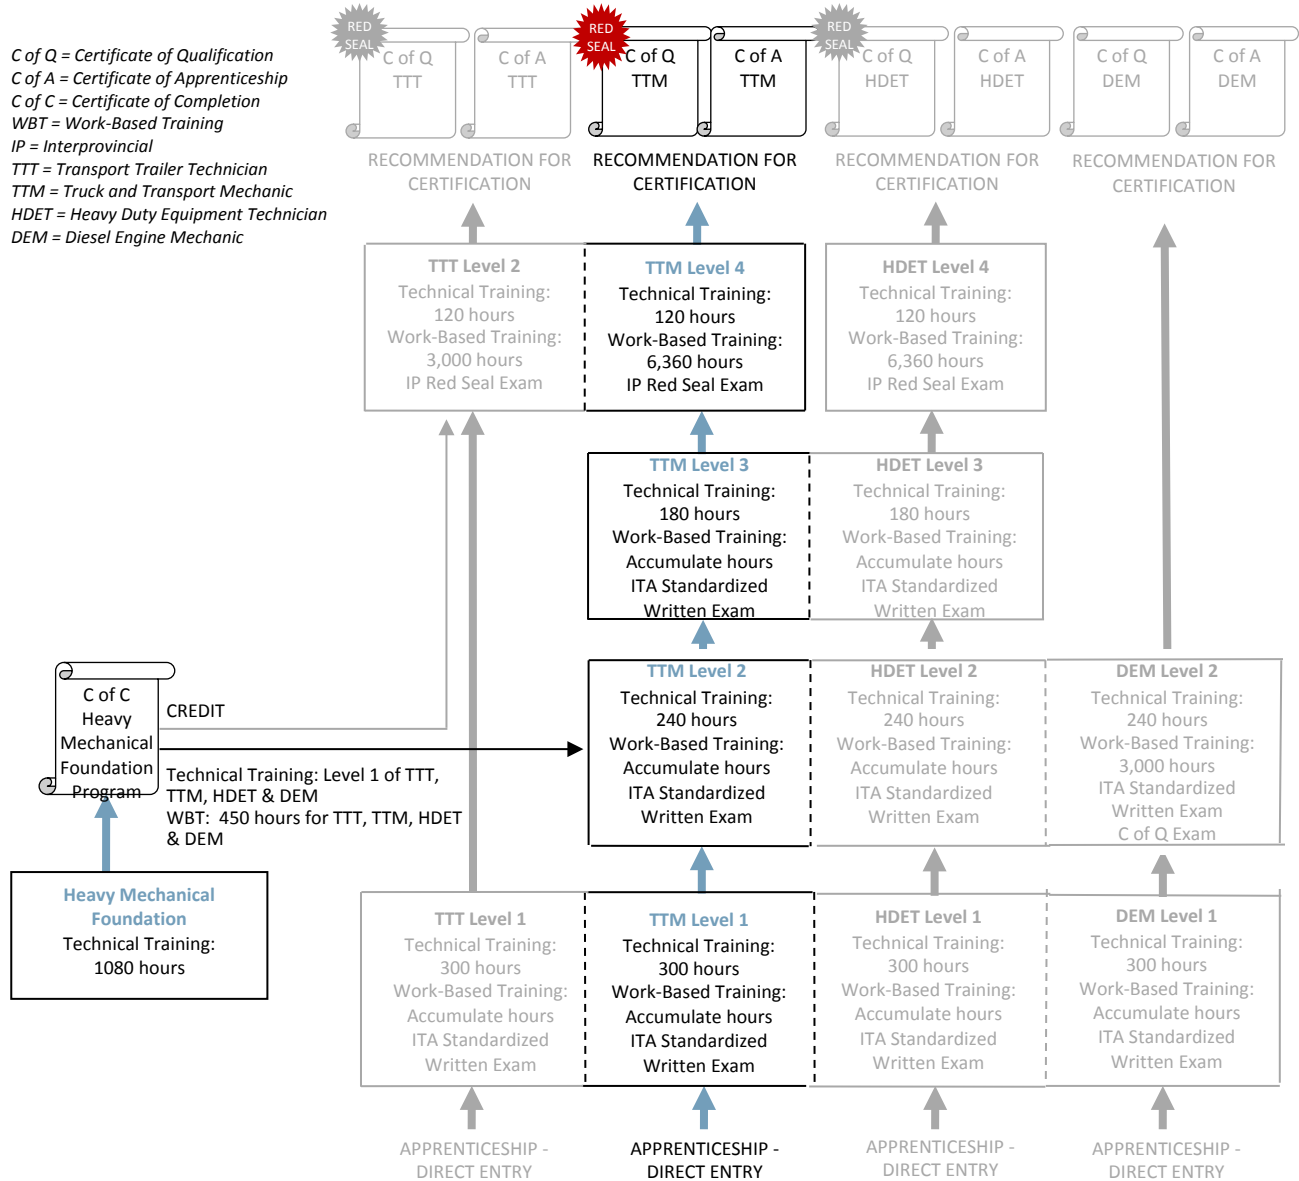 C of Q = Certificate of Qualification
C of A = Certificate of Apprenticeship
C of C = Certificate of Completion
WBT = Work-Based Training
IP = Interprovincial
TTT = Transport Trailer Technician
TTM = Truck and Transport Mechanic
HDET = Heavy Duty Equipment Technician
DEM = Diesel Engine Mechanic
RED
SEAL
C of Q
TTT
C of A
TTT
RECOMMENDATION FOR
CERTIFICATION
RED
SEAL
C of Q
TTM
C of A
TTM
RECOMMENDATION FOR
CERTIFICATION
RED
SEAL
C of Q
HDET
C of A
HDET
RECOMMENDATION FOR
CERTIFICATION
C of Q
DEM
C of A
DEM
RECOMMENDATION FOR
CERTIFICATION
TTT Level 2
Technical Training:
120 hours
Work-Based Training:
3,000 hours
IP Red Seal Exam
TTM Level 4
Technical Training:
120 hours
Work-Based Training:
6,360 hours
IP Red Seal Exam
HDET Level 4
Technical Training:
120 hours
Work-Based Training:
6,360 hours
IP Red Seal Exam
TTM Level 3
Technical Training:
180 hours
Work-Based Training:
Accumulate hours
ITA Standardized
Written Exam
HDET Level 3
Technical Training:
180 hours
Work-Based Training:
Accumulate hours
ITA Standardized
Written Exam
C of C
Heavy
Mechanical
Foundation
Program
CREDIT
Technical Training: Level 1 of TTT,
TTM, HDET & DEM
WBT: 450 hours for TTT, TTM, HDET
& DEM
TTM Level 2
Technical Training:
240 hours
Work-Based Training:
Accumulate hours
ITA Standardized
Written Exam
HDET Level 2
Technical Training:
240 hours
Work-Based Training:
Accumulate hours
ITA Standardized
Written Exam
DEM Level 2
Technical Training:
240 hours
Work-Based Training:
3,000 hours
ITA Standardized
Written Exam
C of Q Exam
Heavy Mechanical
Foundation
Technical Training:
1080 hours
TTT Level 1
Technical Training:
300 hours
Work-Based Training:
Accumulate hours
ITA Standardized
Written Exam
TTM Level 1
Technical Training:
300 hours
Work-Based Training:
Accumulate hours
ITA Standardized
Written Exam
HDET Level 1
Technical Training:
300 hours
Work-Based Training:
Accumulate hours
ITA Standardized
Written Exam
DEM Level 1
Technical Training:
300 hours
Work-Based Training:
Accumulate hours
ITA Standardized
Written Exam
APPRENTICESHIP -
DIRECT ENTRY
APPRENTICESHIP -
DIRECT ENTRY
APPRENTICESHIP -
DIRECT ENTRY
APPRENTICESHIP -
DIRECT ENTRY